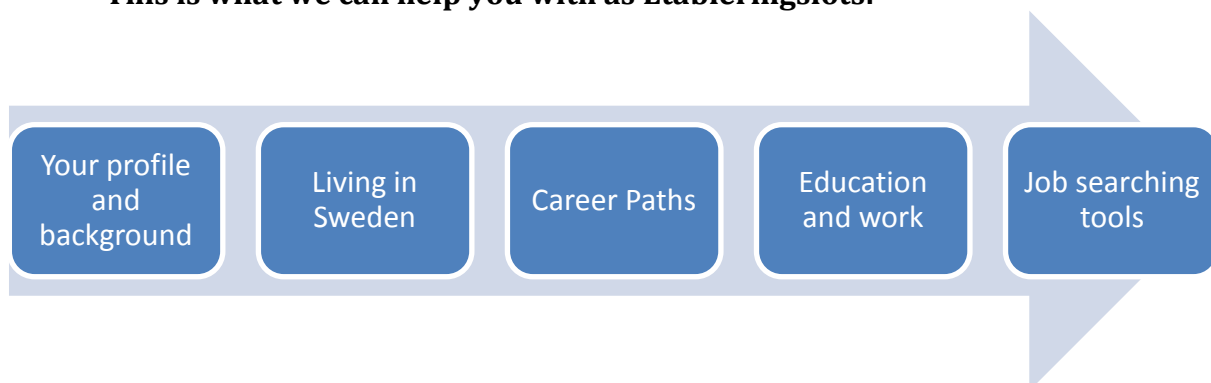 This is what we can help you with as Etableringslots:
Your profile
and
background
Living in
Sweden
Career Paths
Education
and work
Job searching
tools